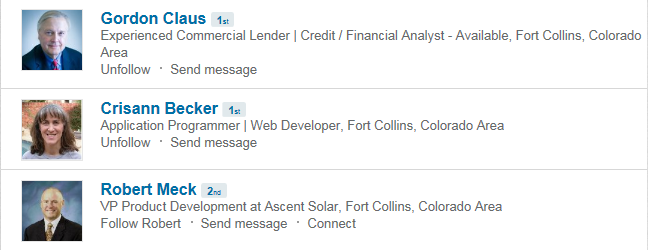 Gordon Claus 1st
Experienced Commercial Lender | Credit / Financial Analyst - Available, Fort Collins, Colorado
Area
Unfollow · Send message
Crisann Becker 1st
Application Programmer | Web Developer, Fort Collins, Colorado Area
Unfollow · Send message
Robert Meck 2nd
VP Product Development at Ascent Solar, Fort Collins, Colorado Area
Follow Robert · Send message · Connect